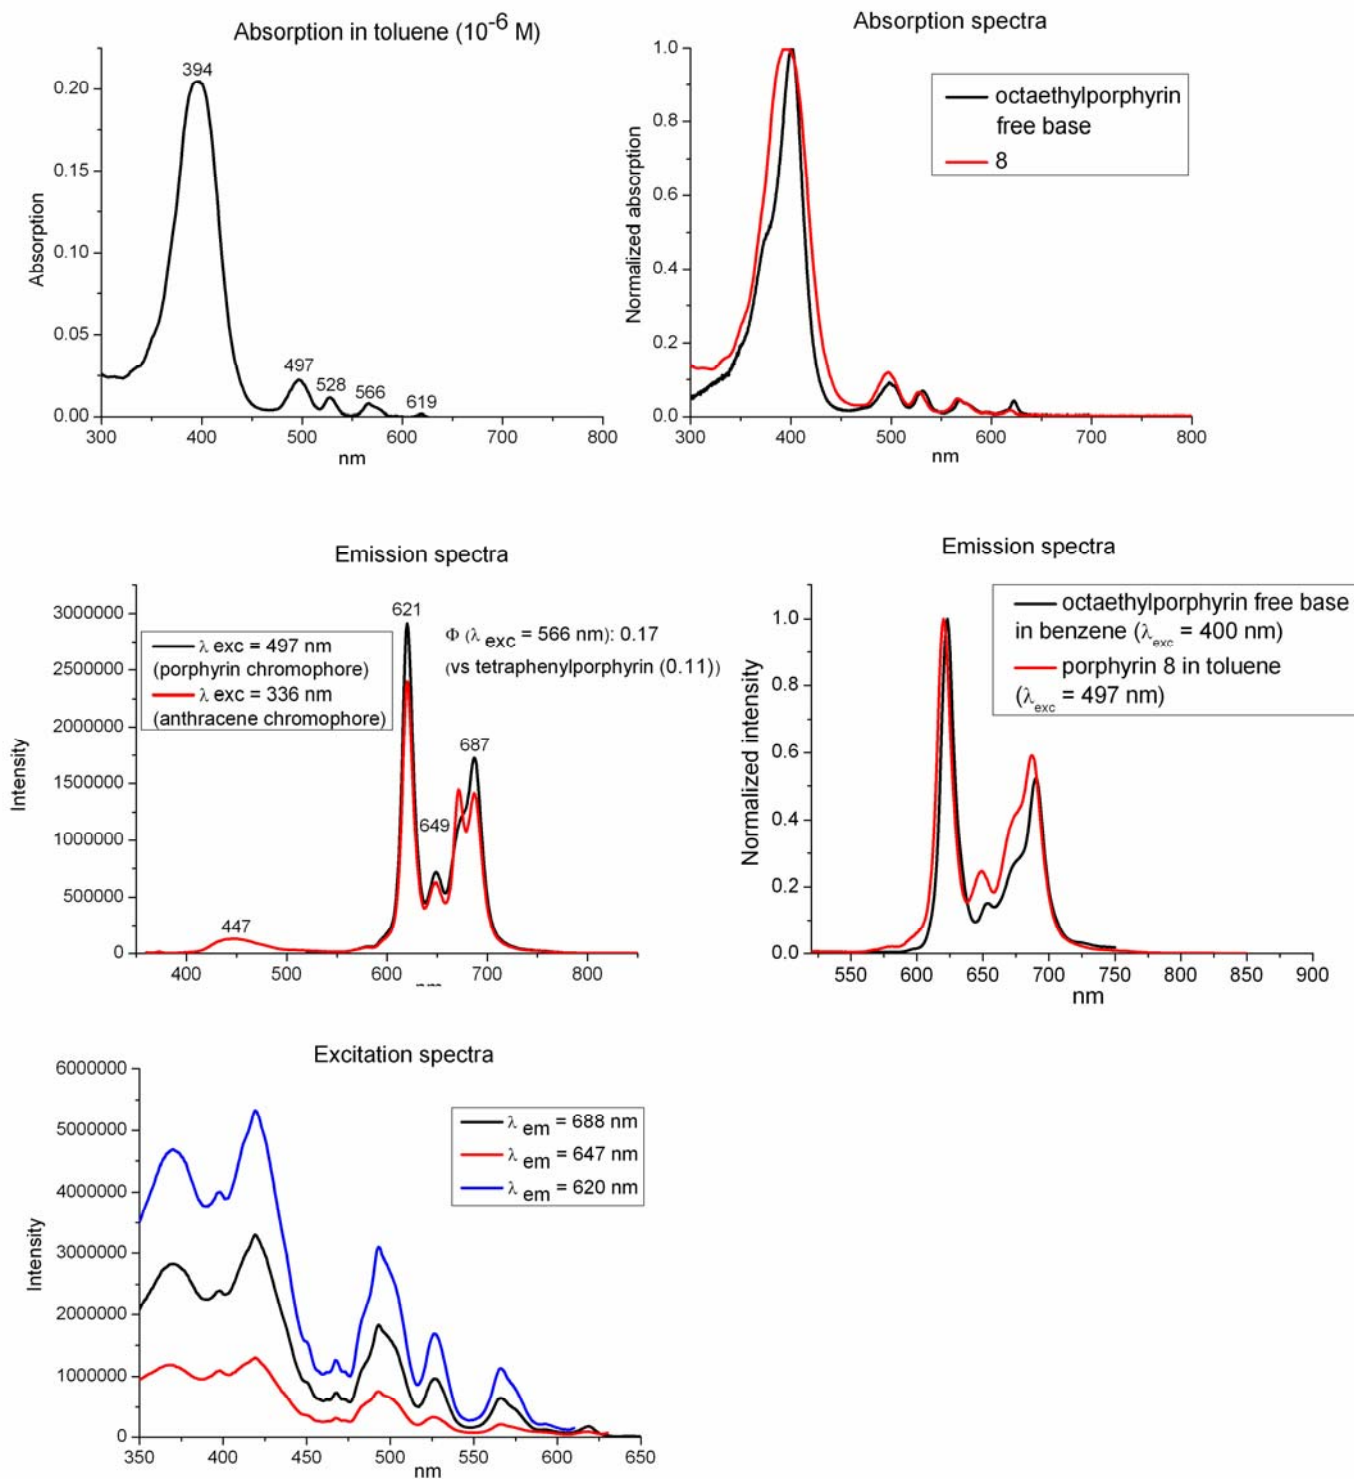 Absorption in toluene (10⁻⁶ M)
394
497
528
566
619
0.20
0.15
0.10
0.05
0.00
300 400 500 600 700 800
Absorption
nm
Absorption spectra
octaethylporphyrin
free base
8
1.0
0.8
0.6
0.4
0.2
0.0
300 400 500 600 700 800
Normalized absorption
nm
Emission spectra
λ exc = 497 nm
(porphyrin chromophore)
λ exc = 336 nm
(anthracene chromophore)
Φ (λ exc = 566 nm): 0.17
(vs tetraphenylporphyrin (0.11))
621
687
649
447
3000000
2500000
2000000
1500000
1000000
500000
0
400 500 600 700 800
Intensity
nm
Emission spectra
octaethylporphyrin free base
in benzene (λexc = 400 nm)
porphyrin 8 in toluene
(λexc = 497 nm)
1.0
0.8
0.6
0.4
0.2
0.0
550 600 650 700 750 800 850 900
Normalized intensity
nm
Excitation spectra
λ em = 688 nm
λ em = 647 nm
λ em = 620 nm
6000000
5000000
4000000
3000000
2000000
1000000
0
350 400 450 500 550 600 650
Intensity
nm